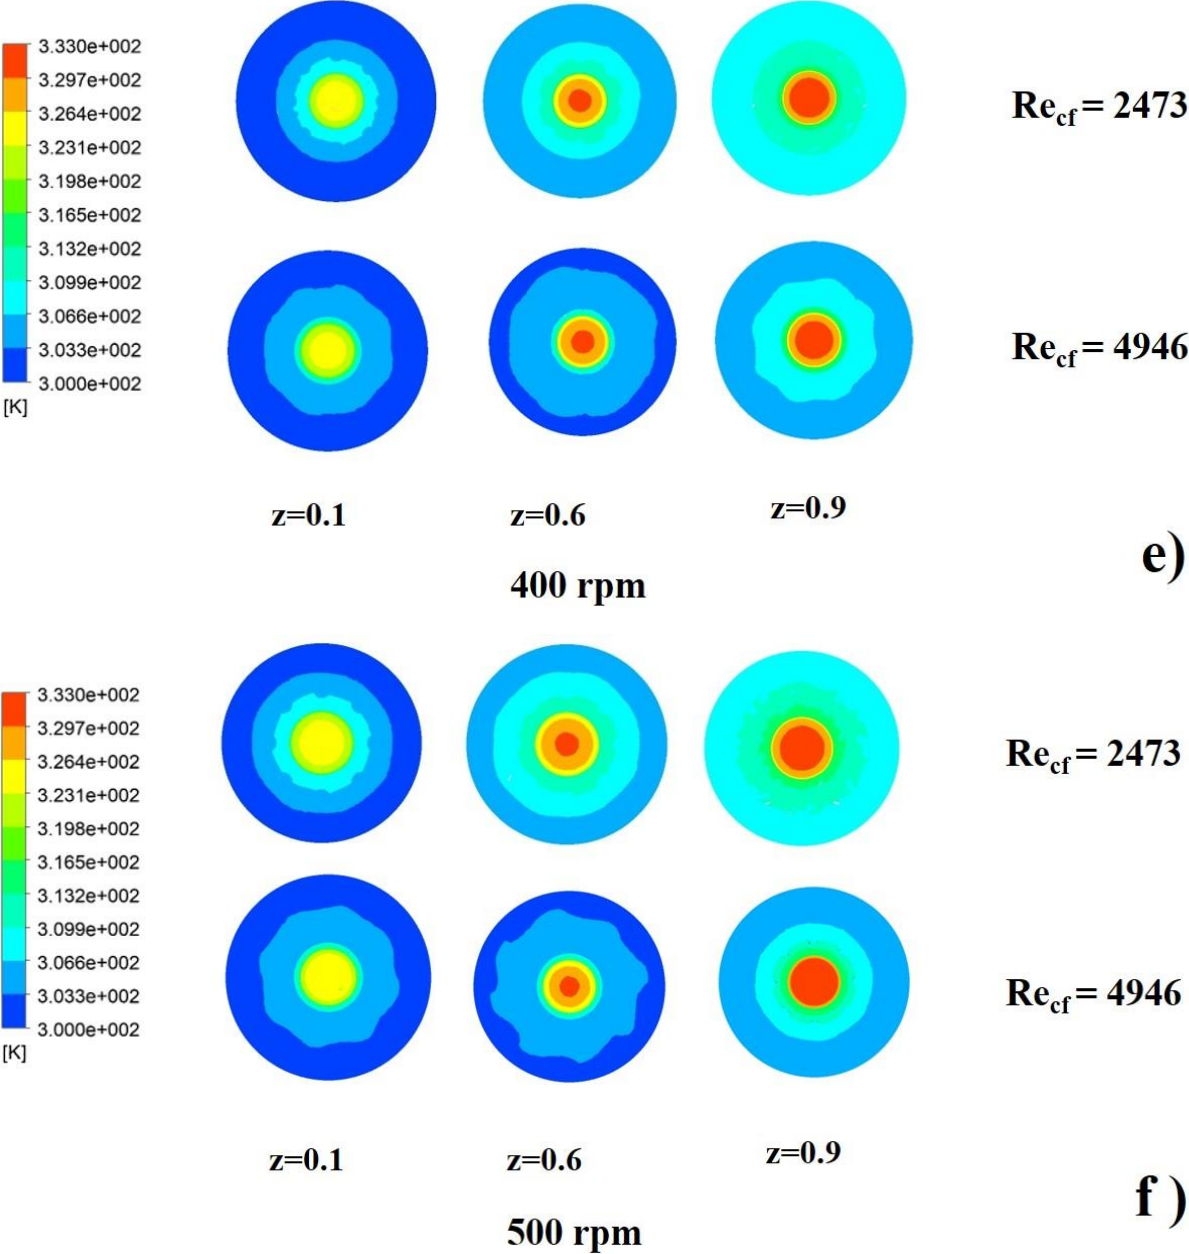 3.330e+002
3.297e+002
3.264e+002
3.231e+002
3.198e+002
3.165e+002
3.132e+002
3.099e+002
3.066e+002
3.033e+002
3.000e+002
[K]
Re_cf = 2473
Re_cf = 4946
z=0.1 z=0.6 z=0.9
e)
400 rpm
3.330e+002
3.297e+002
3.264e+002
3.231e+002
3.198e+002
3.165e+002
3.132e+002
3.099e+002
3.066e+002
3.033e+002
3.000e+002
[K]
Re_cf = 2473
Re_cf = 4946
z=0.1 z=0.6 z=0.9
f )
500 rpm